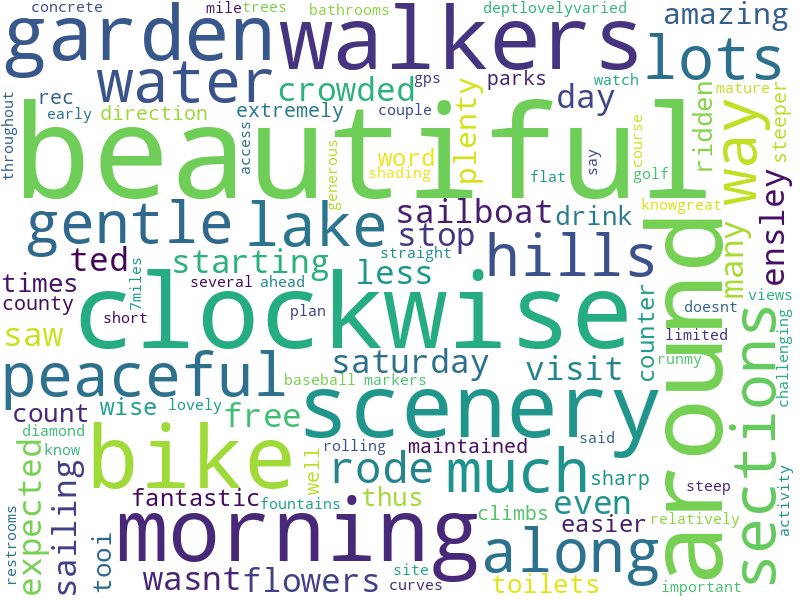 concrete
mile
trees
bathrooms
deptlovelyvaried
amazing
garden
walkers
lots
water
crowded
gps
parks
watch
mature
steeper
throughout
rec
early
direction
extremely
couple
plenty
day
ridden
way
access
beautiful
word
shading
generous
say
flat
course
golf
knowgreat
gentle
lake
sailboat
stop
drink
many
ensley
ted
starting
straight
hills
around
times
county
7miles
several
ahead
less
counter
doesnt
views
short
clockwise
plan
limited
sections
challenging
saw
saturday
visit
runmy
peaceful
baseball
markers
scenery
count
wise
lovely
free
diamond
know
bike
rolling
maintained
said
expected
sailing
rode
much
sharp
steep
activity
fantastic
fountains
well
thus
even
climbs
easier
relatively
restrooms
tooi
morning
along
wasnt
flowers
site
curves
toilets
important